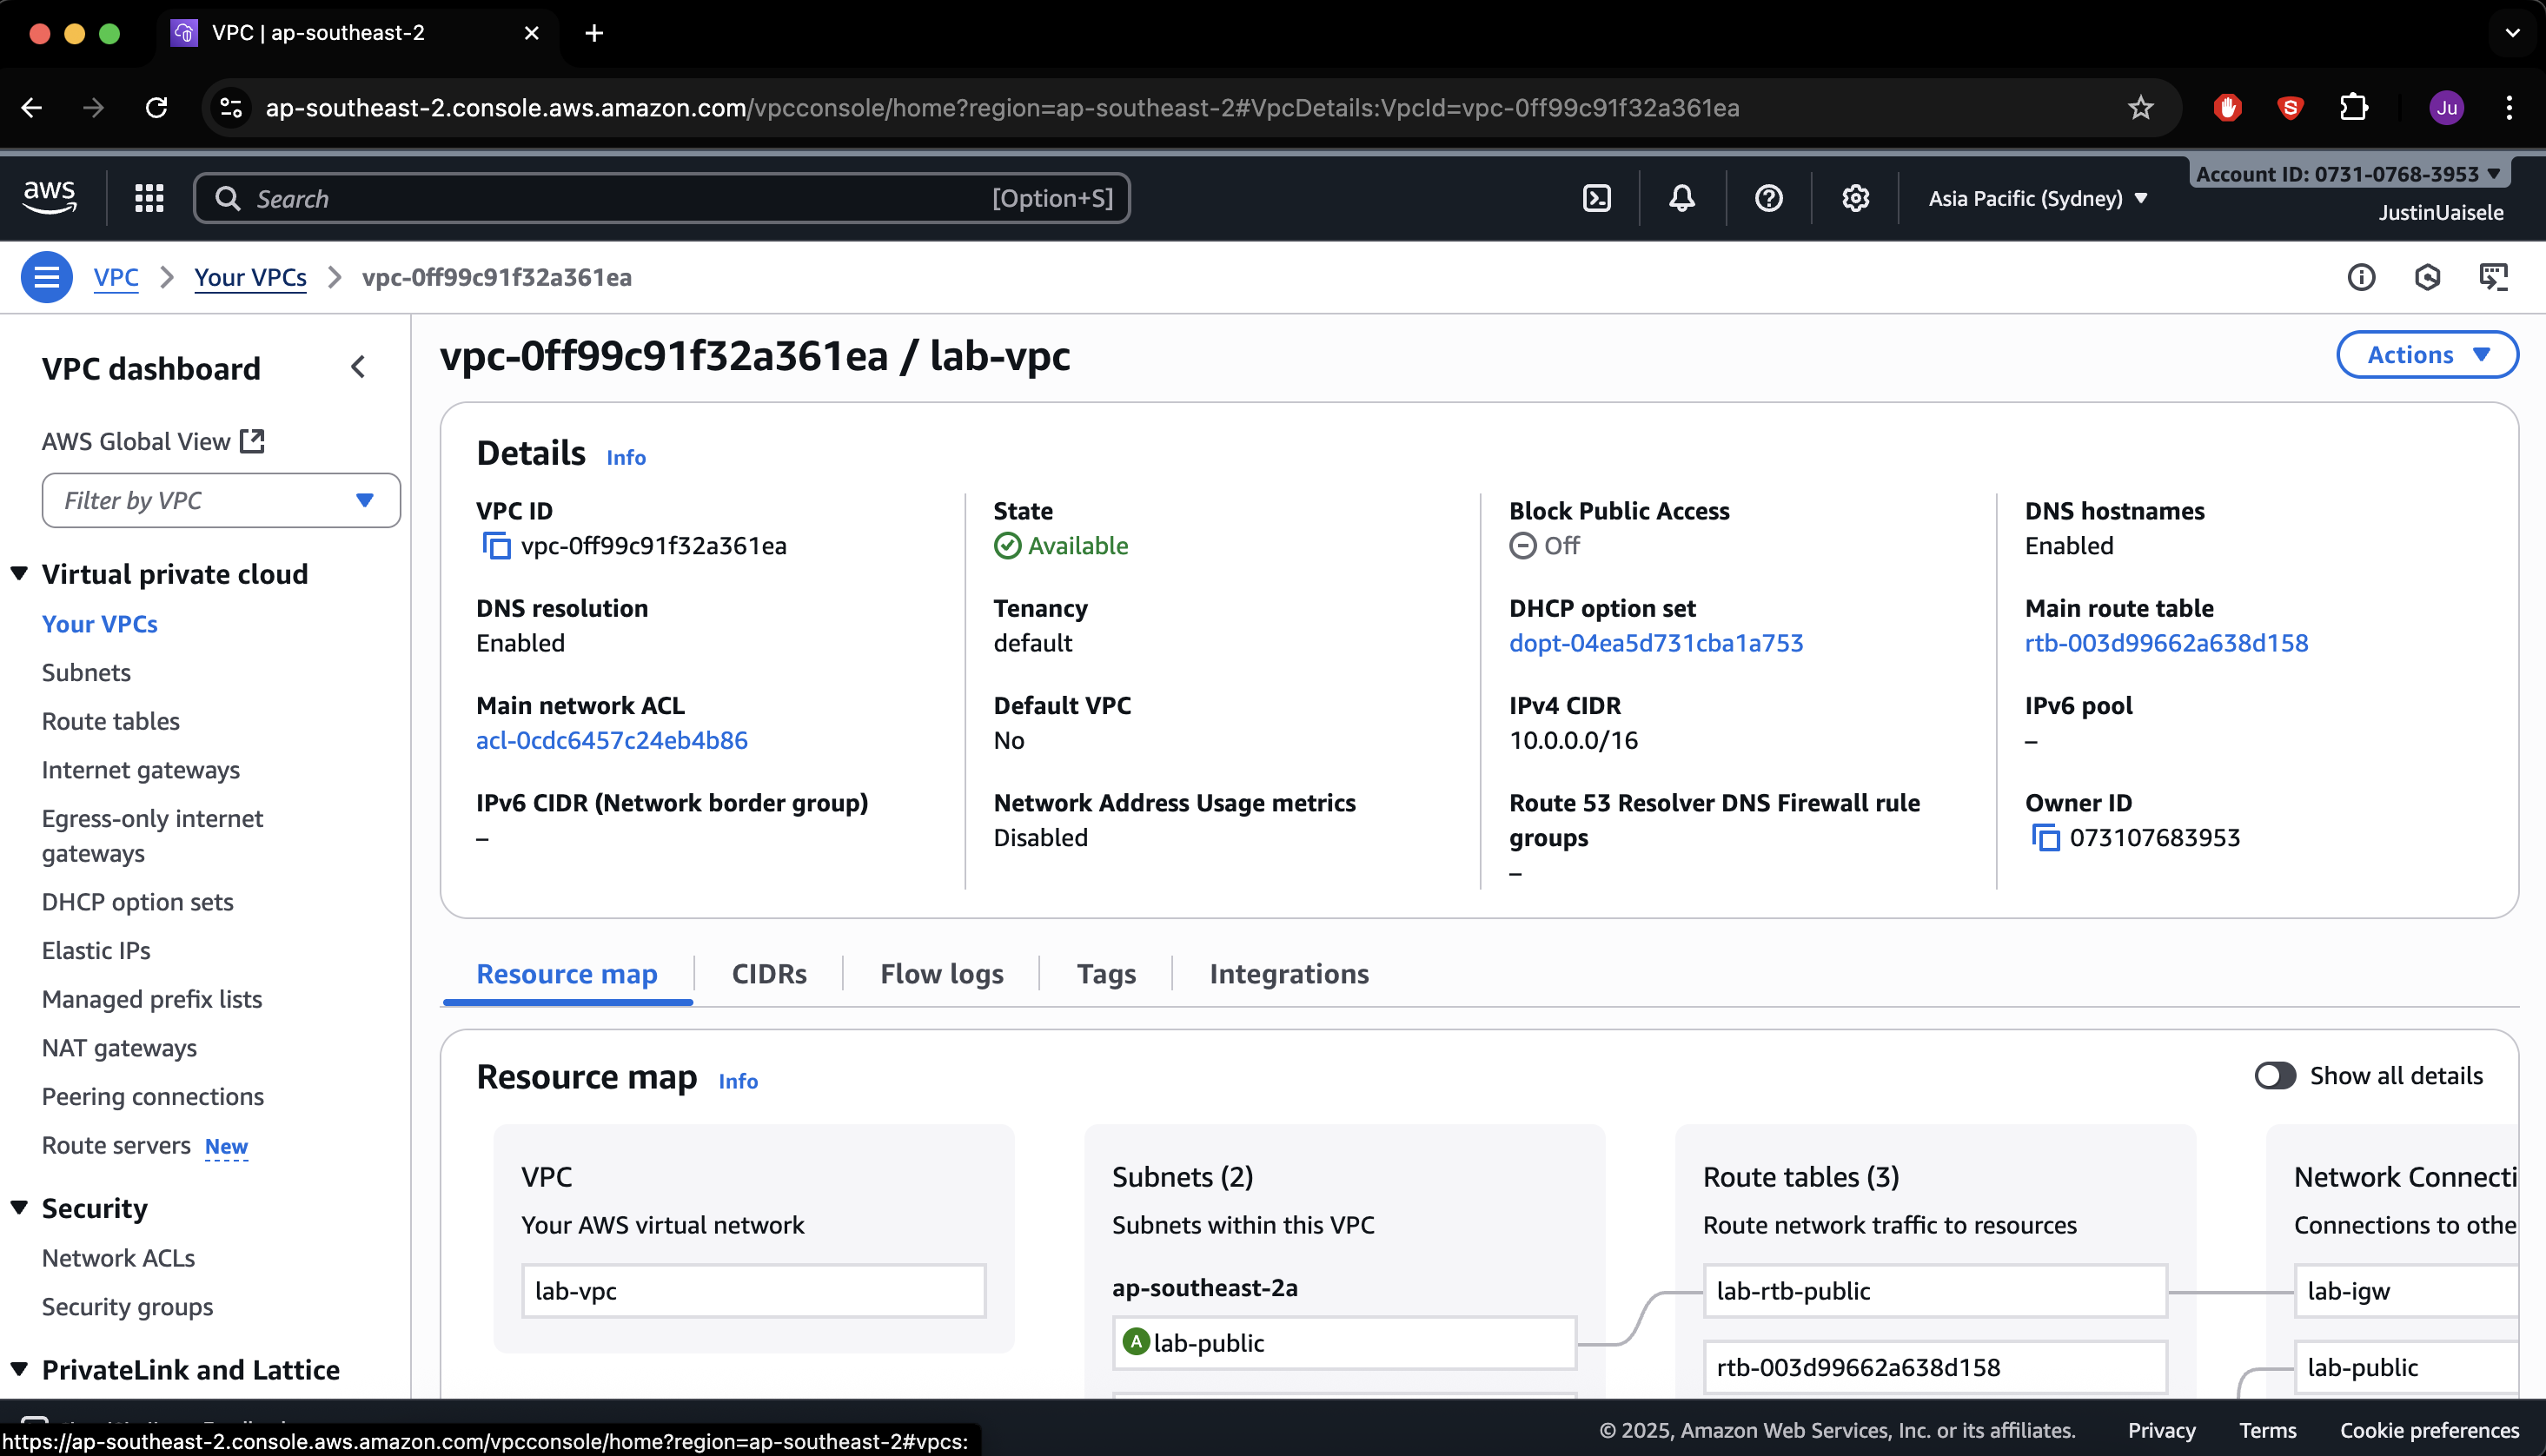 VPC | ap-southeast-2
ap-southeast-2.console.aws.amazon.com/vpcconsole/home?region=ap-southeast-2#VpcDetails:VpcId=vpc-0ff99c91f32a361ea
Ju
aws
Search
[Option+S]
Asia Pacific (Sydney)
Account ID: 0731-0768-3953
JustinUaisele
VPC
Your VPCs
vpc-0ff99c91f32a361ea
VPC dashboard
AWS Global View
Filter by VPC
Virtual private cloud
Your VPCs
Subnets
Route tables
Internet gateways
Egress-only internet
gateways
DHCP option sets
Elastic IPs
Managed prefix lists
NAT gateways
Peering connections
Route servers New
Security
Network ACLs
Security groups
PrivateLink and Lattice
vpc-0ff99c91f32a361ea / lab-vpc
Actions
Details Info
VPC ID
vpc-0ff99c91f32a361ea
State
Available
Block Public Access
Off
DNS hostnames
Enabled
DNS resolution
Enabled
Tenancy
default
DHCP option set
dopt-04ea5d731cba1a753
Main route table
rtb-003d99662a638d158
Main network ACL
acl-0cdc6457c24eb4b86
Default VPC
No
IPv4 CIDR
10.0.0.0/16
IPv6 pool
–
IPv6 CIDR (Network border group)
–
Network Address Usage metrics
Disabled
Route 53 Resolver DNS Firewall rule
groups
–
Owner ID
073107683953
Resource map
CIDRs
Flow logs
Tags
Integrations
Resource map Info
Show all details
VPC
Your AWS virtual network
lab-vpc
Subnets (2)
Subnets within this VPC
ap-southeast-2a
A lab-public
Route tables (3)
Route network traffic to resources
lab-rtb-public
rtb-003d99662a638d158
Network Connecti
Connections to othe
lab-igw
lab-public
https://ap-southeast-2.console.aws.amazon.com/vpcconsole/home?region=ap-southeast-2#vpcs:
© 2025, Amazon Web Services, Inc. or its affiliates.
Privacy
Terms
Cookie preferences